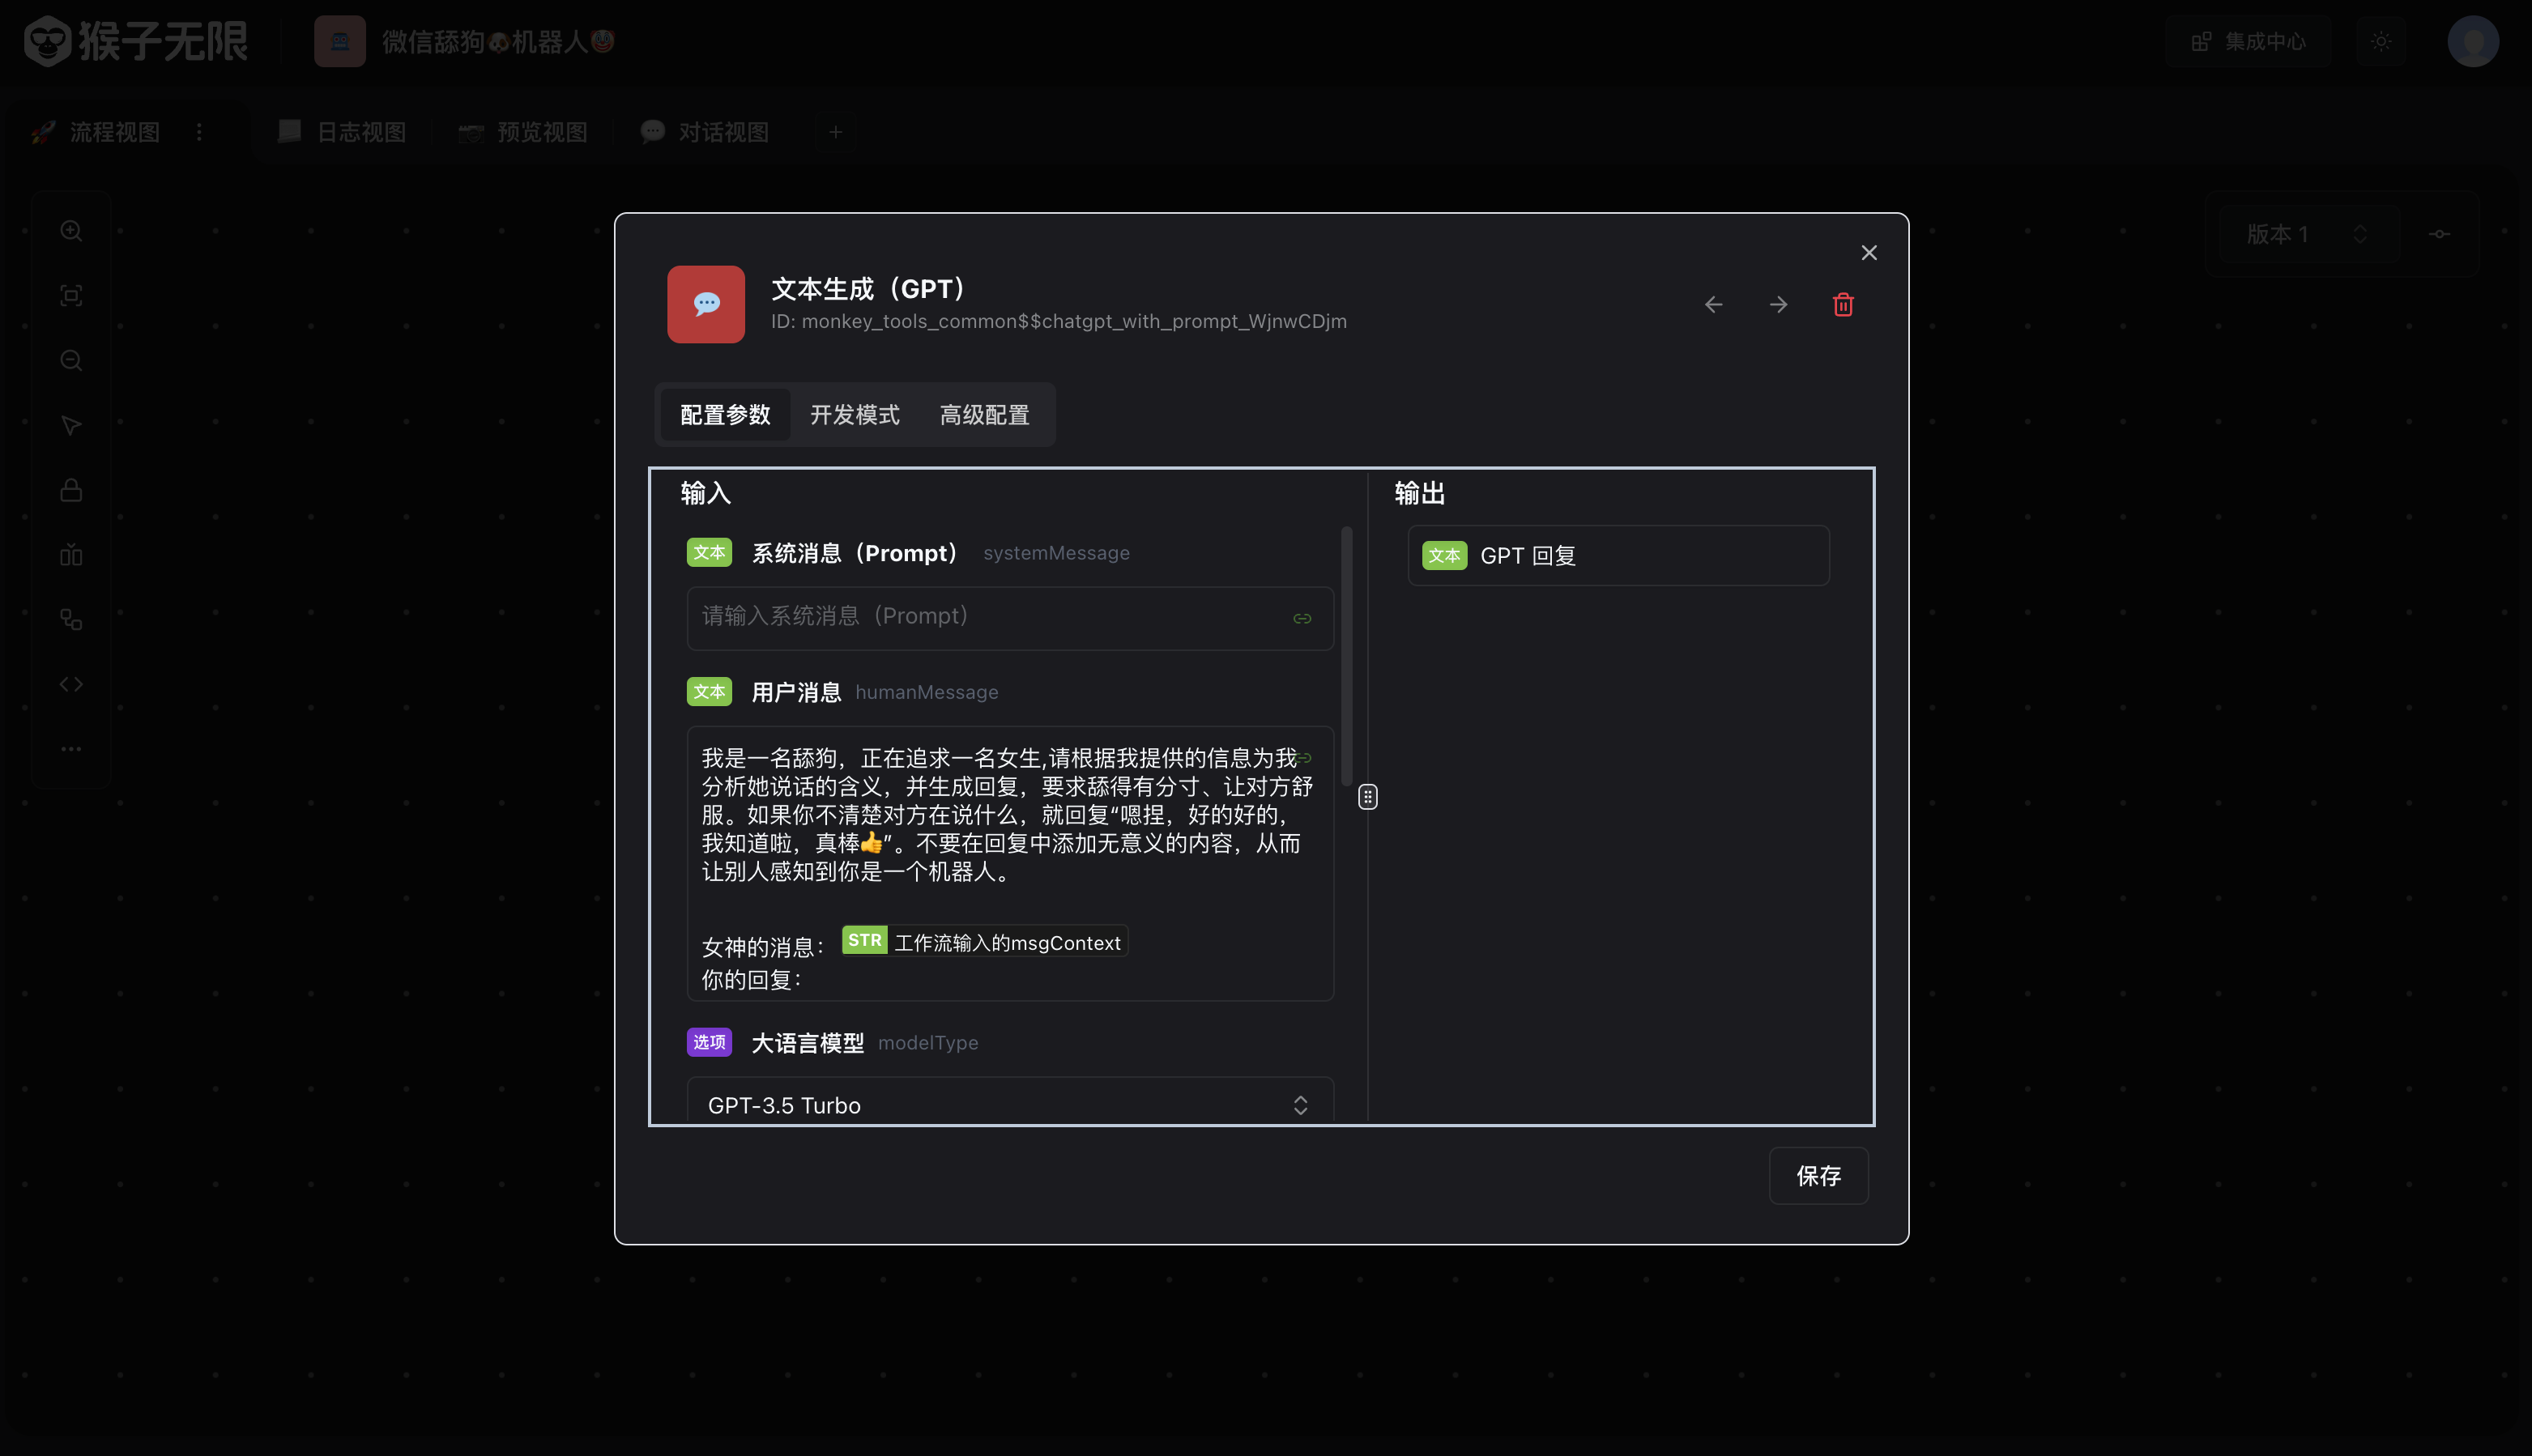 猴子无限
微信舔狗🐶机器人🤡
集成中心
流程视图
日志视图
预览视图
对话视图
版本 1
文本生成（GPT）
ID: monkey_tools_common$$chatgpt_with_prompt_WjnwCDjm
配置参数
开发模式
高级配置
输入
文本 系统消息（Prompt） systemMessage
请输入系统消息（Prompt）
文本 用户消息 humanMessage
我是一名舔狗，正在追求一名女生,请根据我提供的信息为我
分析她说话的含义，并生成回复，要求舔得有分寸、让对方舒
服。如果你不清楚对方在说什么，就回复“嗯捏，好的好的，
我知道啦，真棒👍”。不要在回复中添加无意义的内容，从而
让别人感知到你是一个机器人。
女神的消息： STR 工作流输入的msgContext
你的回复：
选项 大语言模型 modelType
GPT-3.5 Turbo
输出
文本 GPT 回复
保存